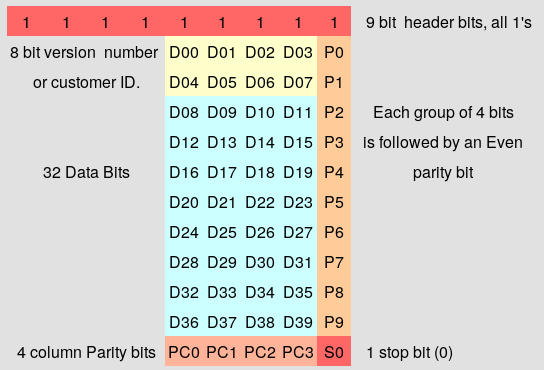 1 1 1 1 1 1 1 1 1 9 bit header bits, all 1's
8 bit version number D00 D01 D02 D03 P0
or customer ID. D04 D05 D06 D07 P1
D08 D09 D10 D11 P2 Each group of 4 bits
D12 D13 D14 D15 P3 is followed by an Even
32 Data Bits D16 D17 D18 D19 P4 parity bit
D20 D21 D22 D23 P5
D24 D25 D26 D27 P6
D28 D29 D30 D31 P7
D32 D33 D34 D35 P8
D36 D37 D38 D39 P9
4 column Parity bits PC0 PC1 PC2 PC3 S0 1 stop bit (0)